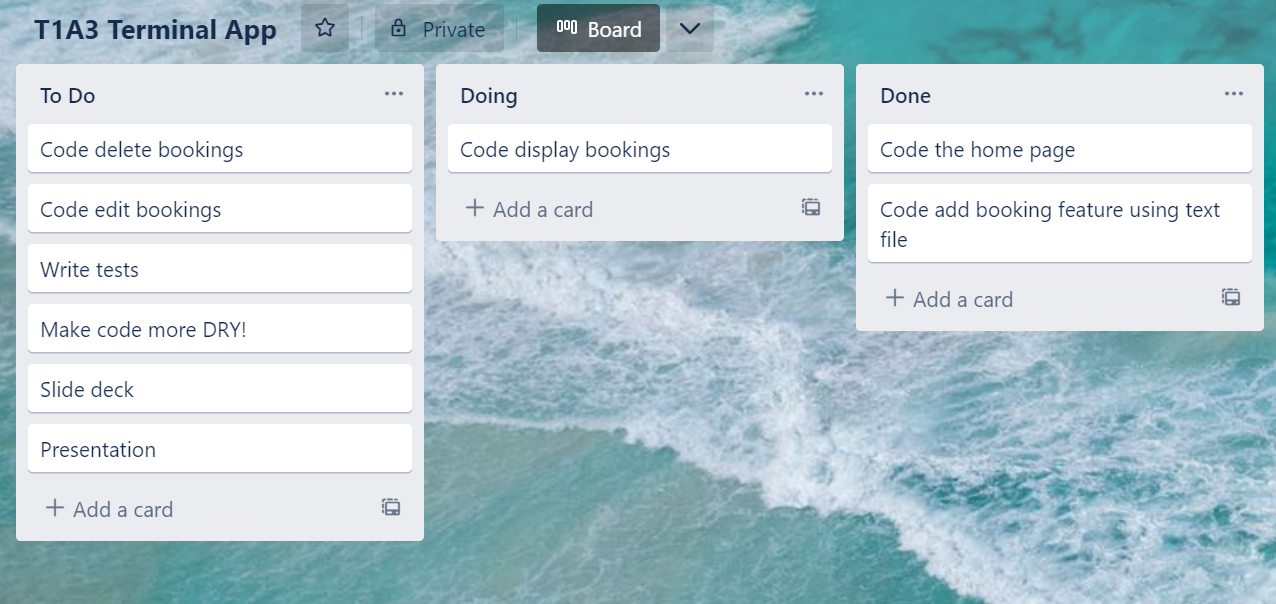 T1A3 Terminal App
Private
Board
To Do
Code delete bookings
Code edit bookings
Write tests
Make code more DRY!
Slide deck
Presentation
Add a card
Doing
Code display bookings
Add a card
Done
Code the home page
Code add booking feature using text
file
Add a card